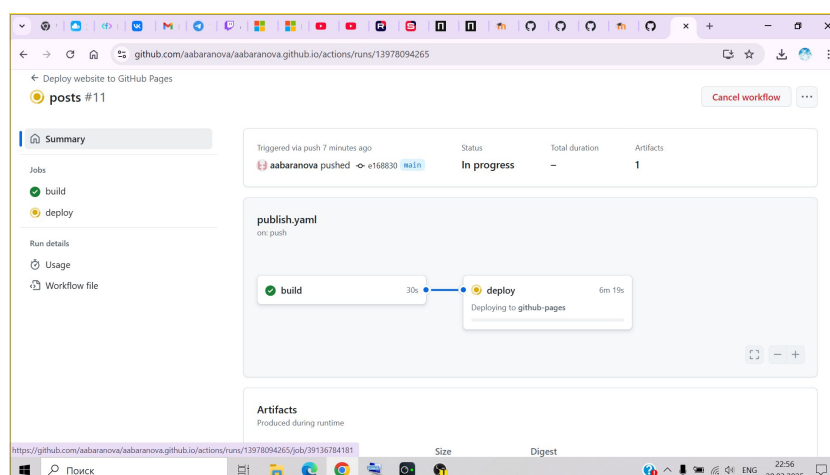 github.com/aabaranova/aabaranova.github.io/actions/runs/13978094265
← Deploy website to GitHub Pages
posts #11
Cancel workflow
Summary
Jobs
build
deploy
Run details
Usage
Workflow file
Triggered via push 7 minutes ago
aabaranova pushed e168830 main
Status
In progress
Total duration
–
Artifacts
1
publish.yaml
on: push
build 30s
deploy 6m 19s
Deploying to github-pages
Artifacts
Produced during runtime
Size Digest
https://github.com/aabaranova/aabaranova.github.io/actions/runs/13978094265/job/39136784181
Поиск
ENG
22:56